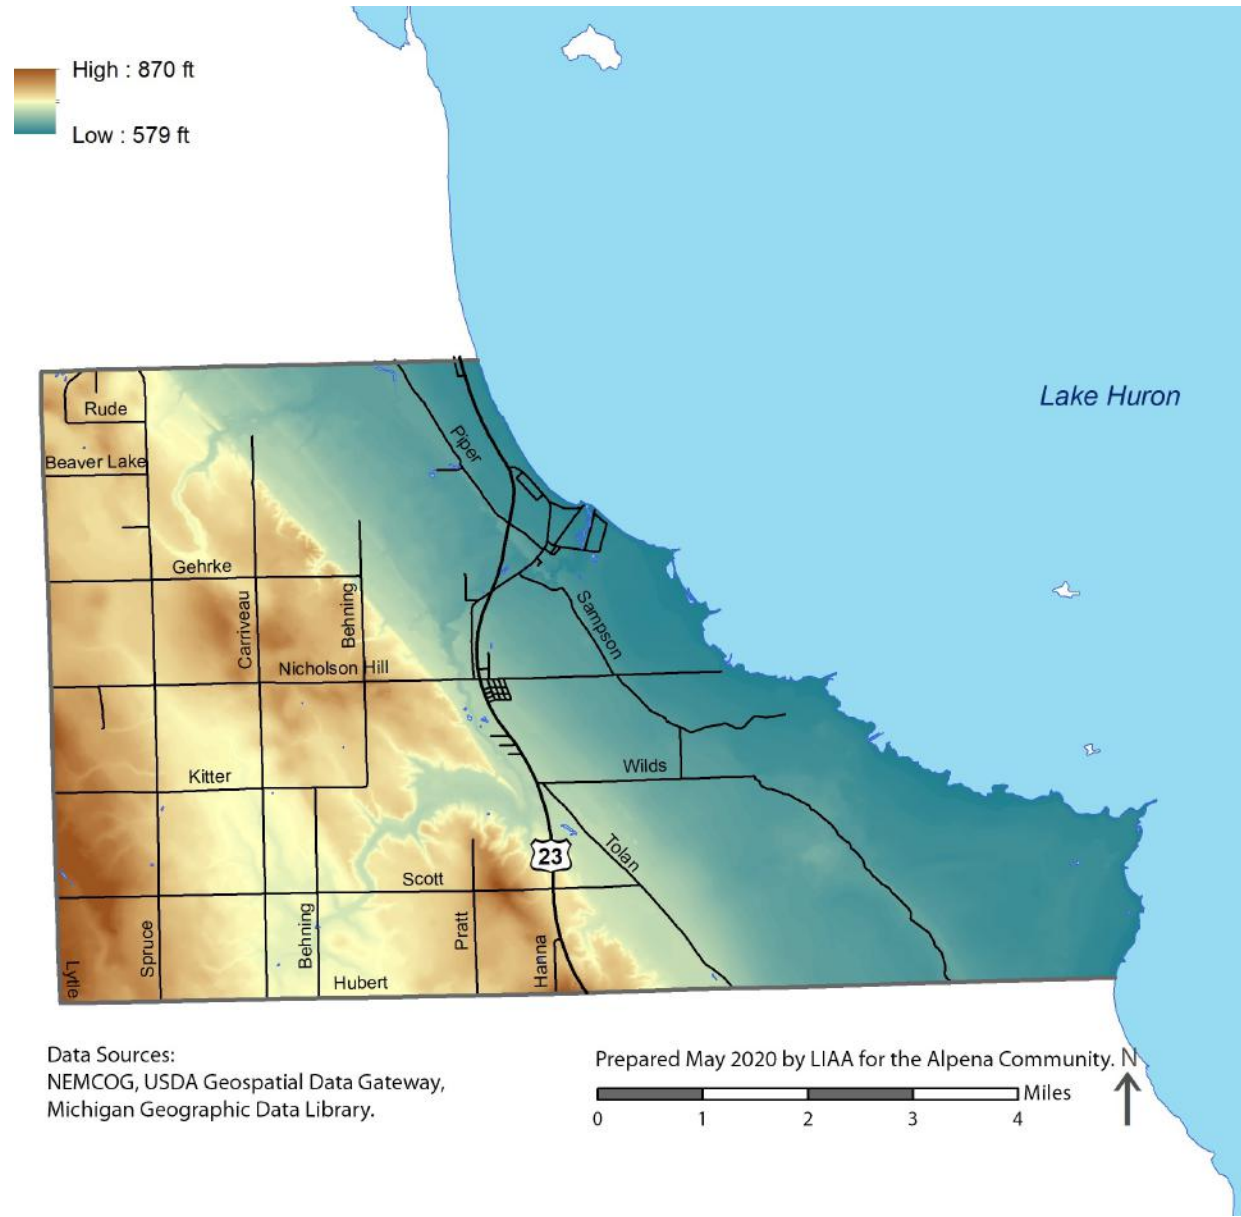 High : 870 ft
Low : 579 ft
Lake Huron
Rude
Piper
Beaver Lake
Gehrke
Carriveau
Behning
Sampson
Nicholson Hill
Kitter
Wilds
Tolan
23
Scott
Spruce
Behning
Pratt
Hanna
Lytle
Hubert
Data Sources:
NEMCOG, USDA Geospatial Data Gateway,
Michigan Geographic Data Library.
Prepared May 2020 by LIAA for the Alpena Community.
N
Miles
0 1 2 3 4